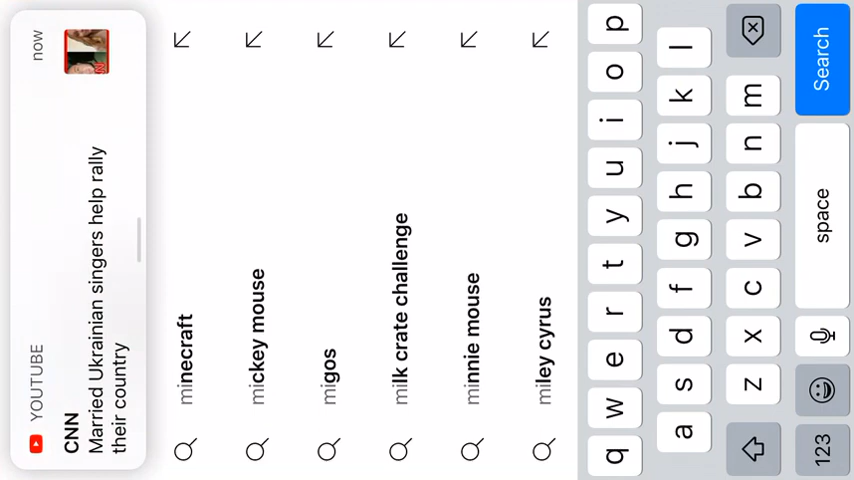 YOUTUBE
now
CNN
Married Ukrainian singers help rally
their country
minecraft
mickey mouse
migos
milk crate challenge
minnie mouse
miley cyrus
q w e r t y u i o p
a s d f g h j k l
z x c v b n m
123
space
Search